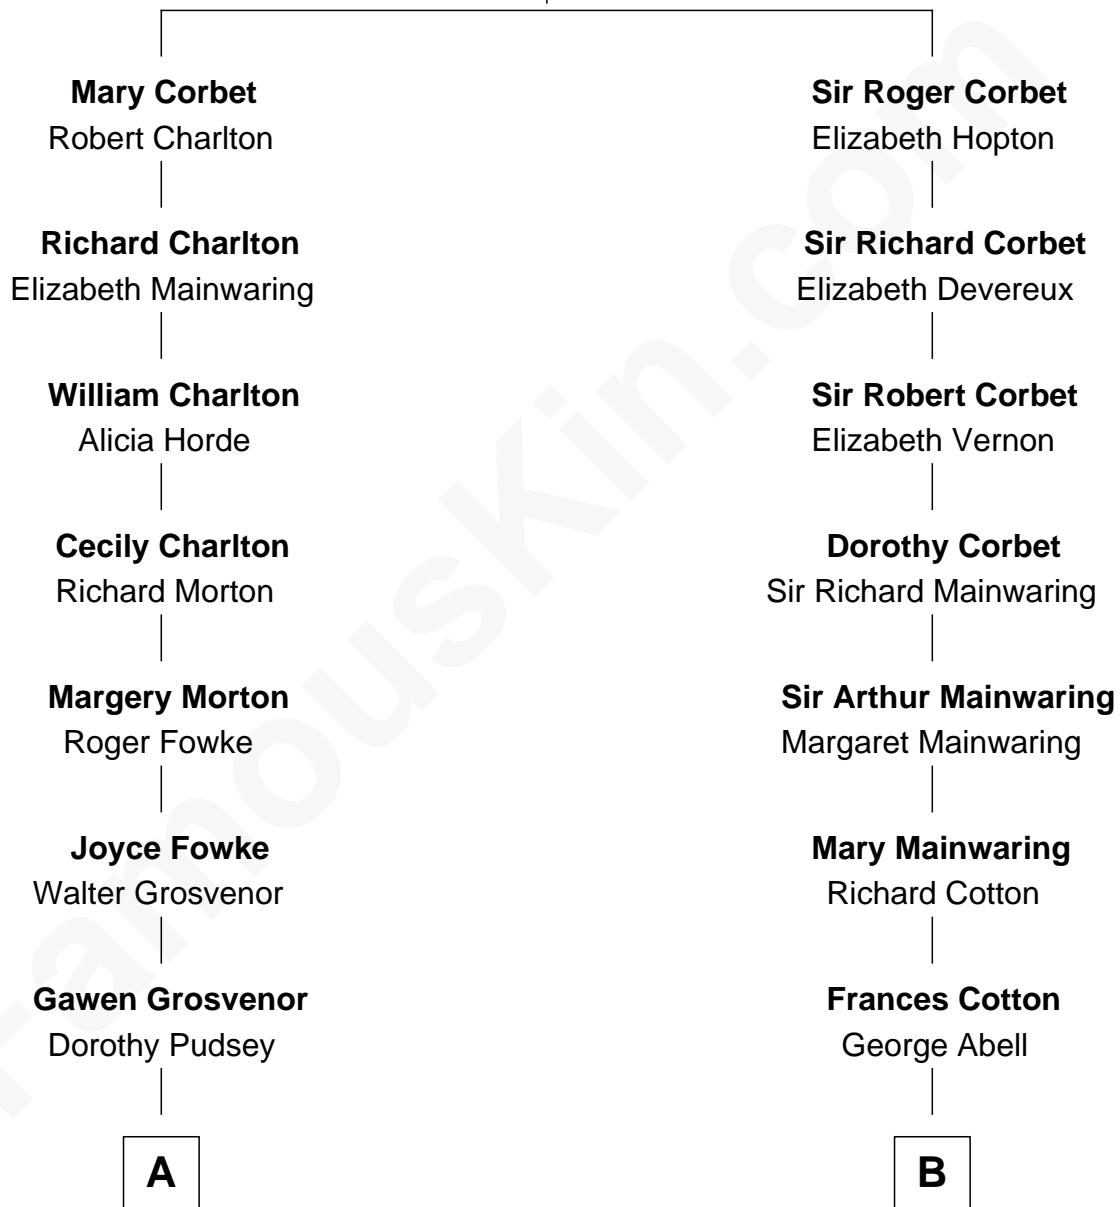 Mary Corbet
Robert Charlton
Richard Charlton
Elizabeth Mainwaring
William Charlton
Alicia Horde
Cecily Charlton
Richard Morton
Margery Morton
Roger Fowke
Joyce Fowke
Walter Grosvenor
Gawen Grosvenor
Dorothy Pudsey
A
Sir Roger Corbet
Elizabeth Hopton
Sir Richard Corbet
Elizabeth Devereux
Sir Robert Corbet
Elizabeth Vernon
Dorothy Corbet
Sir Richard Mainwaring
Sir Arthur Mainwaring
Margaret Mainwaring
Mary Mainwaring
Richard Cotton
Frances Cotton
George Abell
B
FamousKin.com